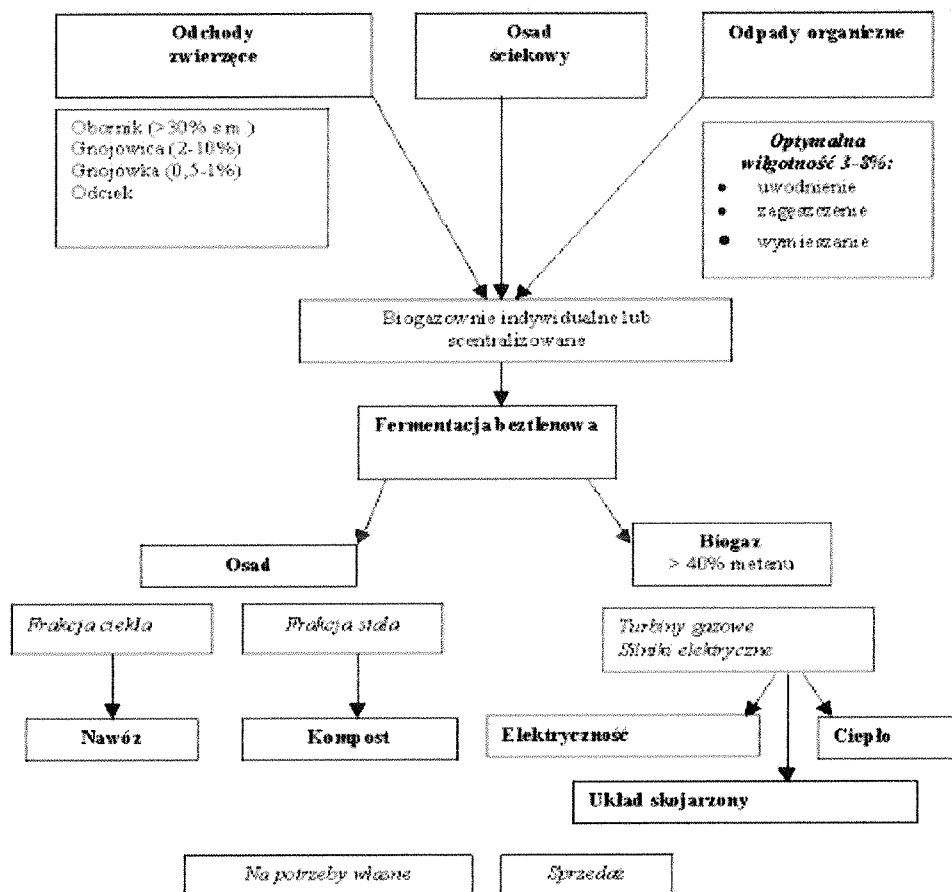 Odchody
zwierzęce
Osad
ściekowy
Odpady organiczne
Obornik (>30% s.m.)
Gnojowica (2-10%)
Gnojówka (0,5-1%)
Odciek
Optymalna
wilgotność 3-8%:
• uwodnienie
• zagęszczenie
• wymieszanie
Biogazownie indywidualne lub
scentralizowane
Fermentacja beztlenowa
Osad
Biogaz
> 40% metanu
Frakcja ciekła
Frakcja stała
Turbiny gazowe
Silniki elektryczne
Nawóz
Kompost
Elektryczność
Ciepło
Układ skojarzony
Na potrzeby własne
Sprzedaż